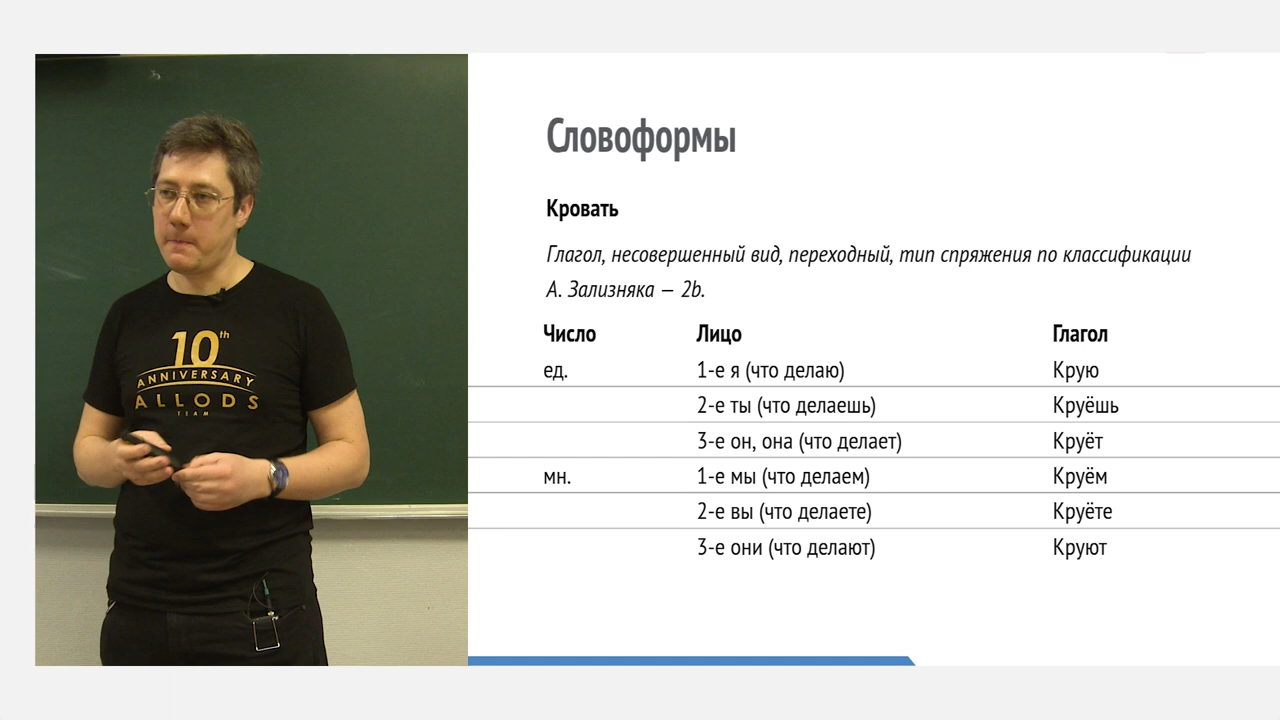 10th
ANNIVERSARY
ALLODS
TEAM
Словоформы
Кровать
Глагол, несовершенный вид, переходный, тип спряжения по классификации
А. Зализняка — 2b.
Число Лицо Глагол
ед. 1-е я (что делаю) Крую
2-е ты (что делаешь) Круёшь
3-е он, она (что делает) Круёт
мн. 1-е мы (что делаем) Круём
2-е вы (что делаете) Круёте
3-е они (что делают) Круют